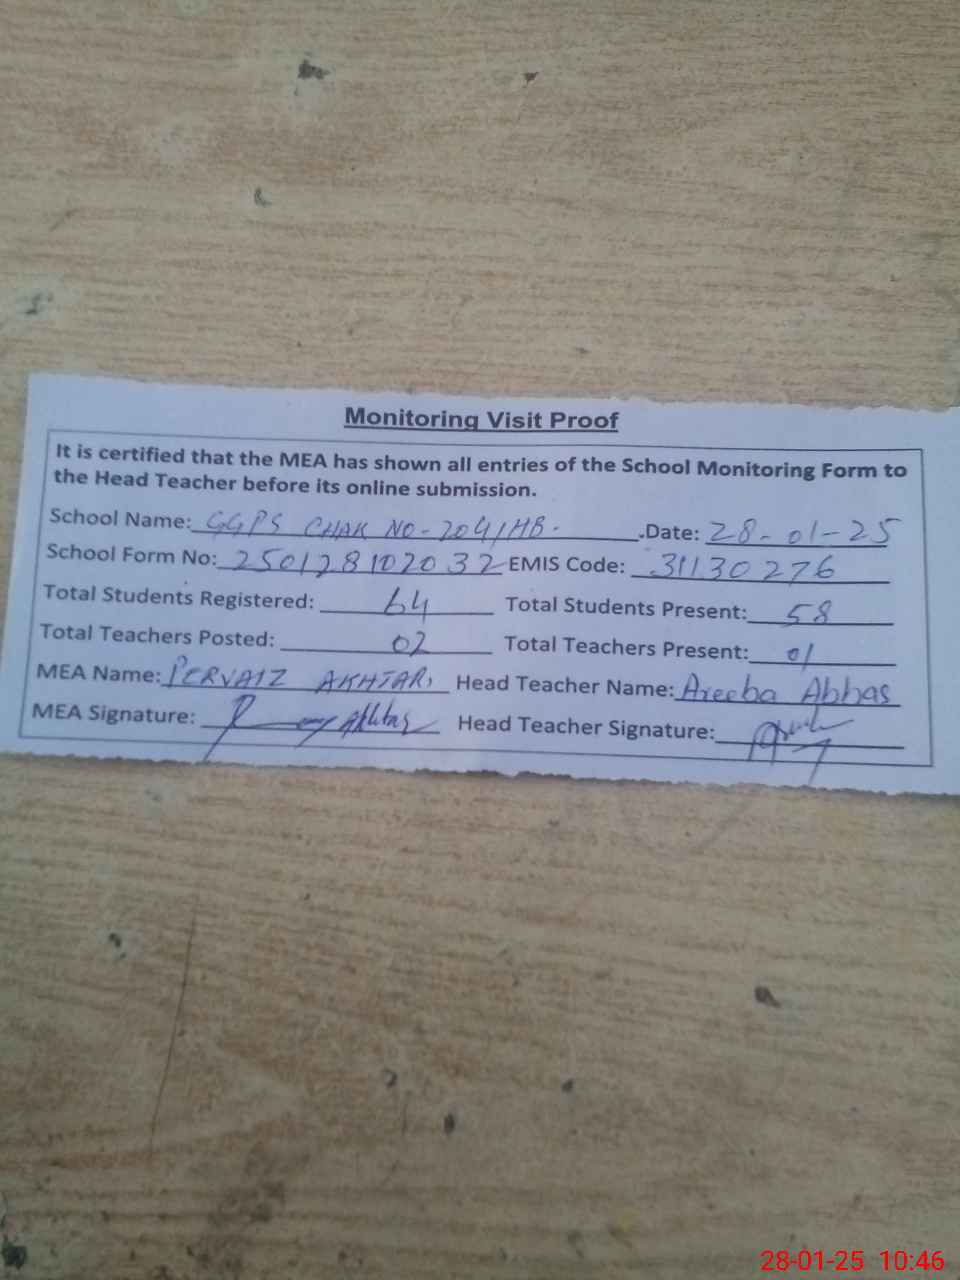 Monitoring Visit Proof
It is certified that the MEA has shown all entries of the School Monitoring Form to
the Head Teacher before its online submission.
School Name: GGPS CHAK NO-204/HB. .Date: 28-01-25
School Form No: 250128102032 EMIS Code: 31130276
Total Students Registered: 64 Total Students Present: 58
Total Teachers Posted: 02 Total Teachers Present: 01
MEA Name: PERVAIZ AKHTAR. Head Teacher Name: Areeba Abbas
MEA Signature: Akhtar Head Teacher Signature:
28-01-25 10:46